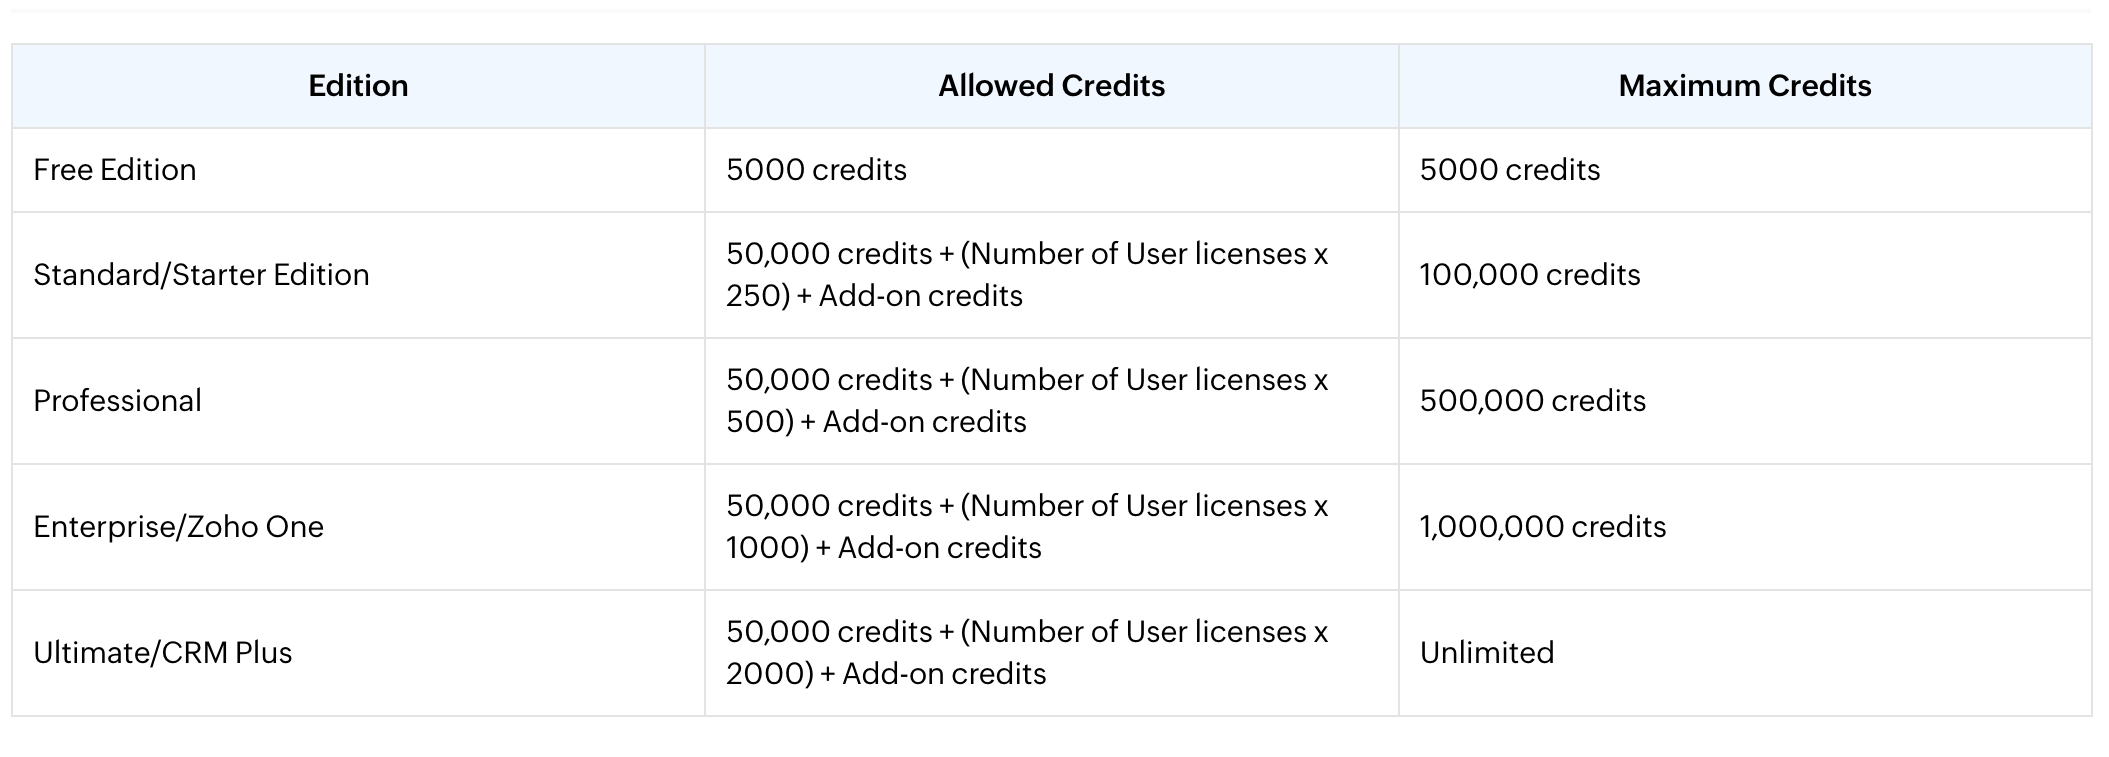 Edition
Allowed Credits
Maximum Credits
Free Edition
5000 credits
5000 credits
Standard/Starter Edition
50,000 credits + (Number of User licenses x
250) + Add-on credits
100,000 credits
Professional
50,000 credits + (Number of User licenses x
500) + Add-on credits
500,000 credits
Enterprise/Zoho One
50,000 credits + (Number of User licenses x
1000) + Add-on credits
1,000,000 credits
Ultimate/CRM Plus
50,000 credits + (Number of User licenses x
2000) + Add-on credits
Unlimited